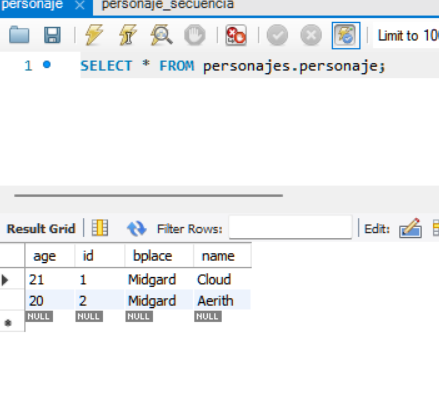 personaje × personaje_secuencia
Limit to 10
1 SELECT * FROM personajes.personaje;
Result Grid Filter Rows: Edit:
age id bplace name
21 1 Midgard Cloud
20 2 Midgard Aerith
NULL NULL NULL NULL